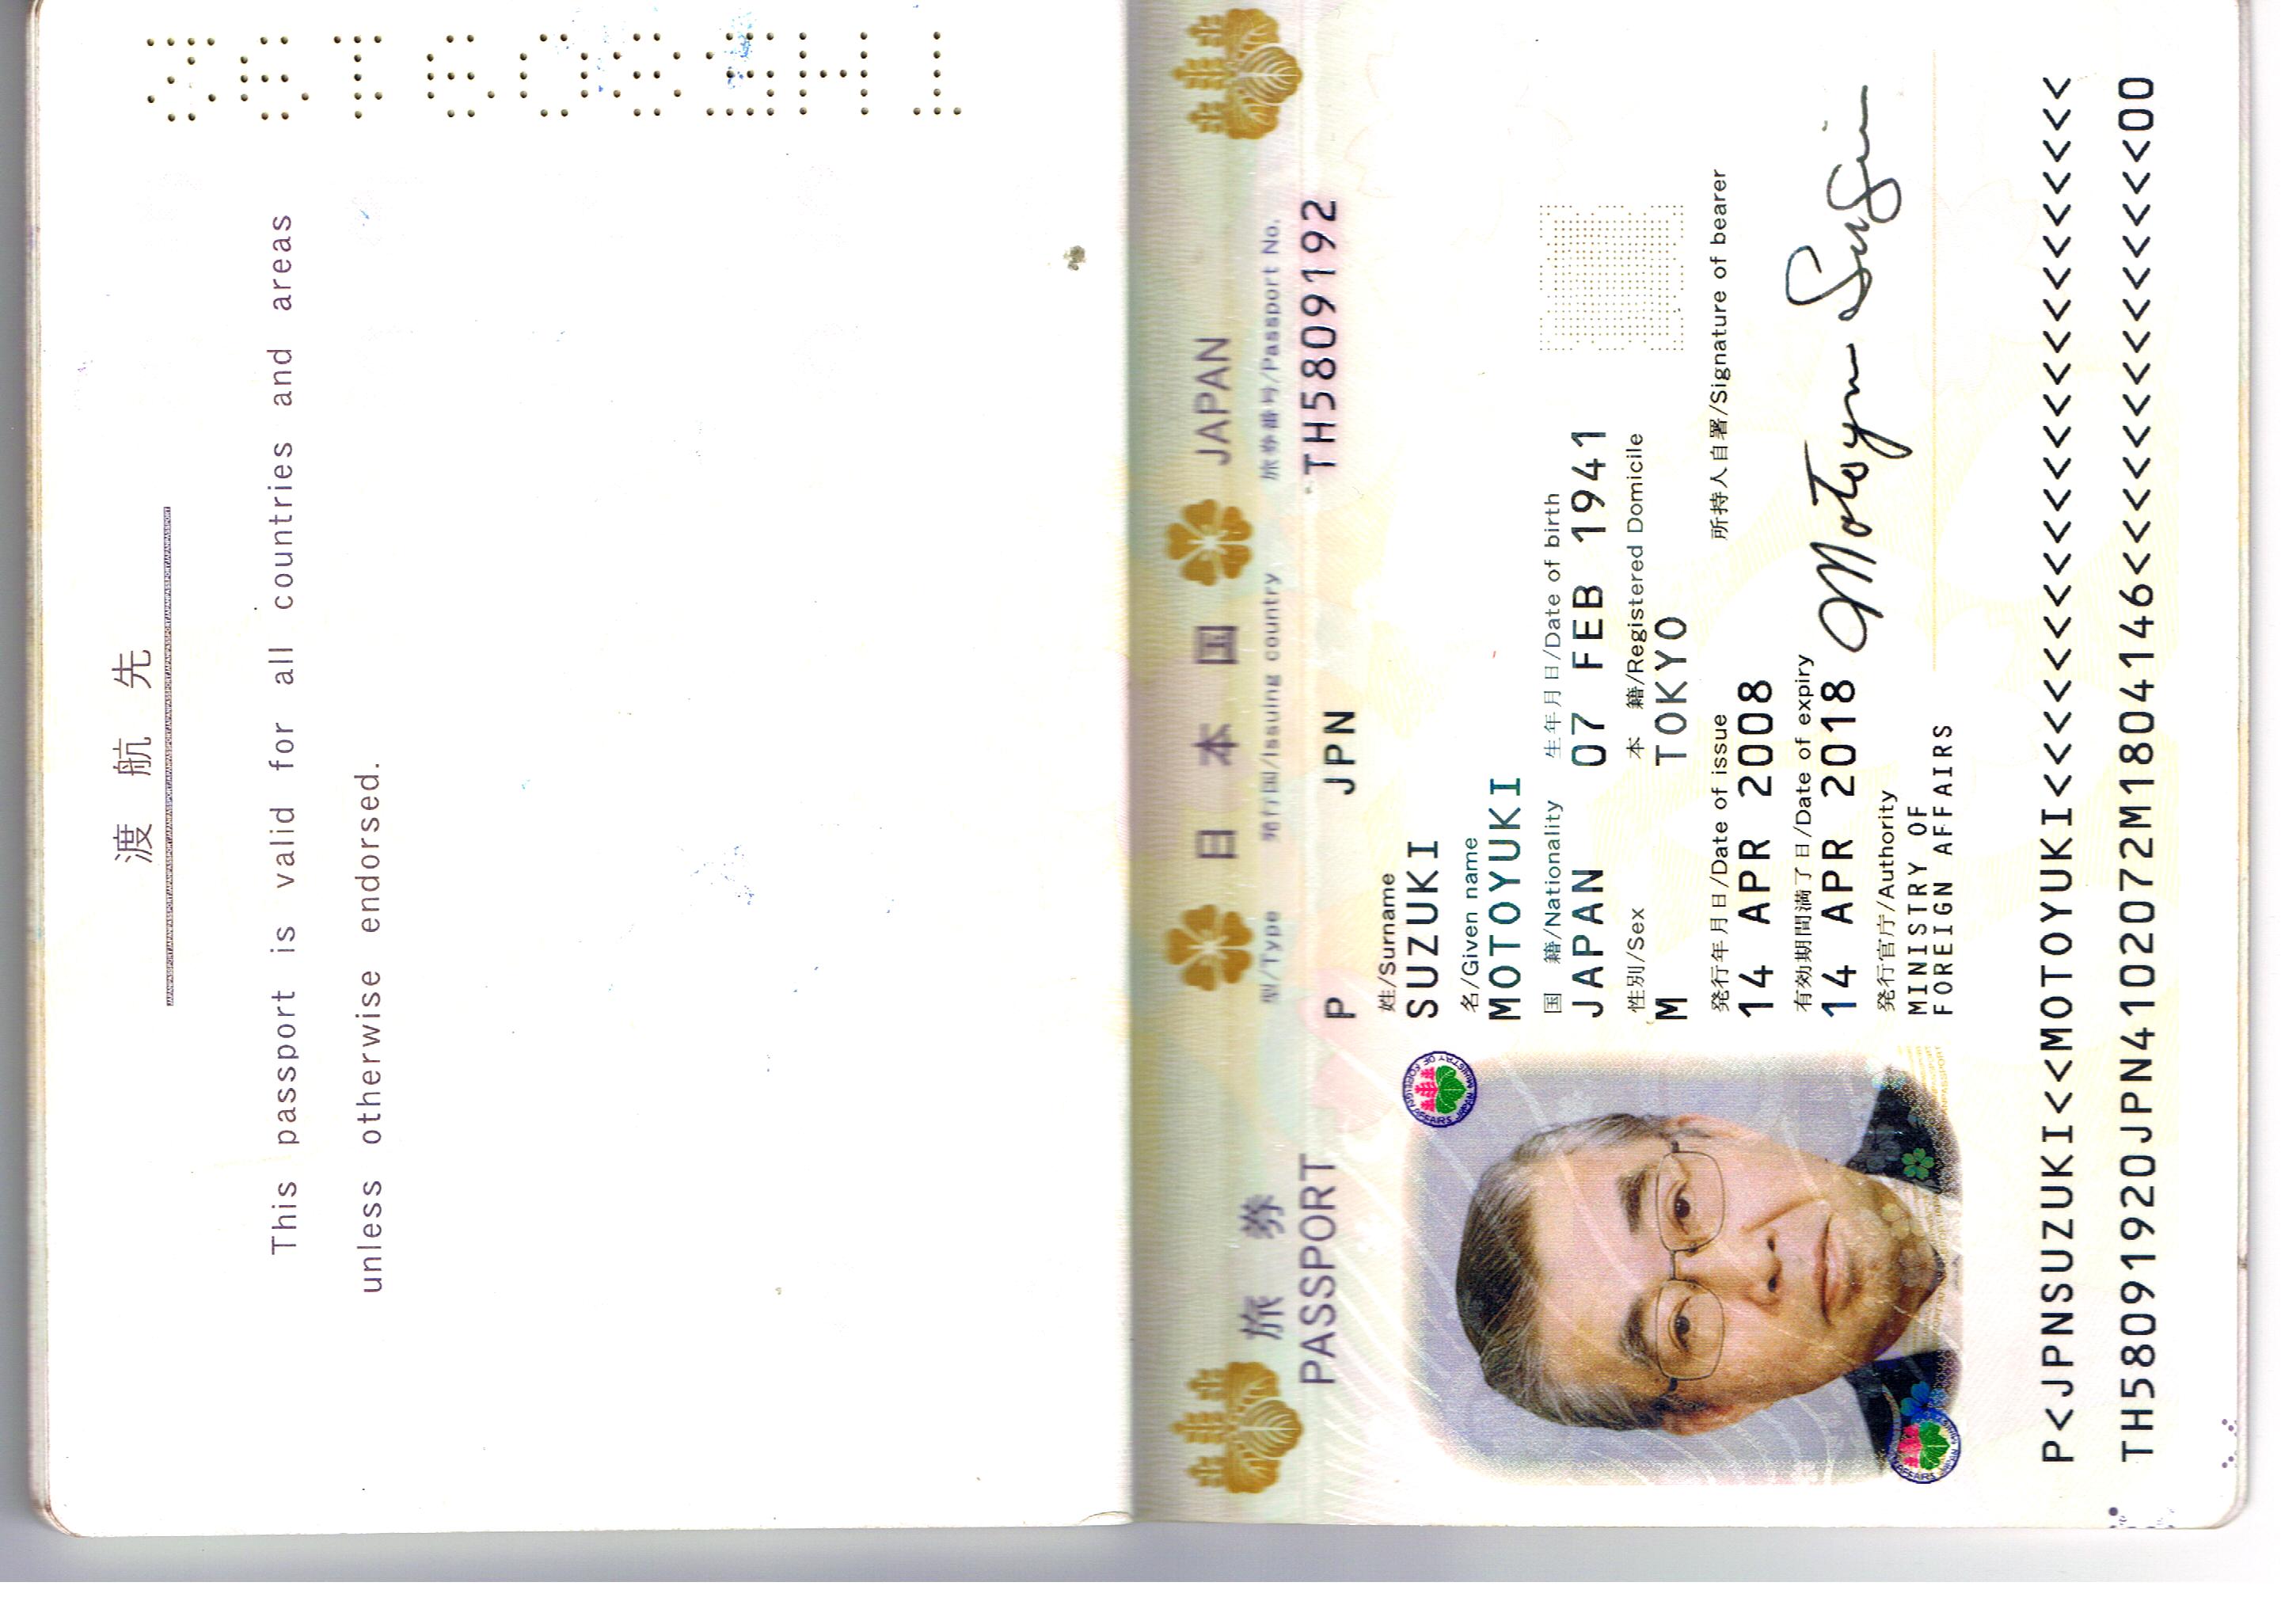 渡航先
This passport is valid for all countries and areas
unless otherwise endorsed.
TH5809192
日本国 JAPAN
旅券
PASSPORT
型/Type 発行国/Issuing country 旅券番号/Passport No.
P JPN TH5809192
姓/Surname
SUZUKI
名/Given name
MOTOYUKI
国 籍/Nationality 生年月日/Date of birth
JAPAN 07 FEB 1941
性別/Sex 本 籍/Registered Domicile
M TOKYO
発行年月日/Date of issue 所持人自署/Signature of bearer
14 APR 2008
有効期間満了日/Date of expiry
14 APR 2018
発行官庁/Authority
MINISTRY OF
FOREIGN AFFAIRS
P<JPNSUZUKI<<MOTOYUKI<<<<<<<<<<<<<<<<<<<<<<<
TH58091920JPN4102072M1804146<<<<<<<<<<<<<<00